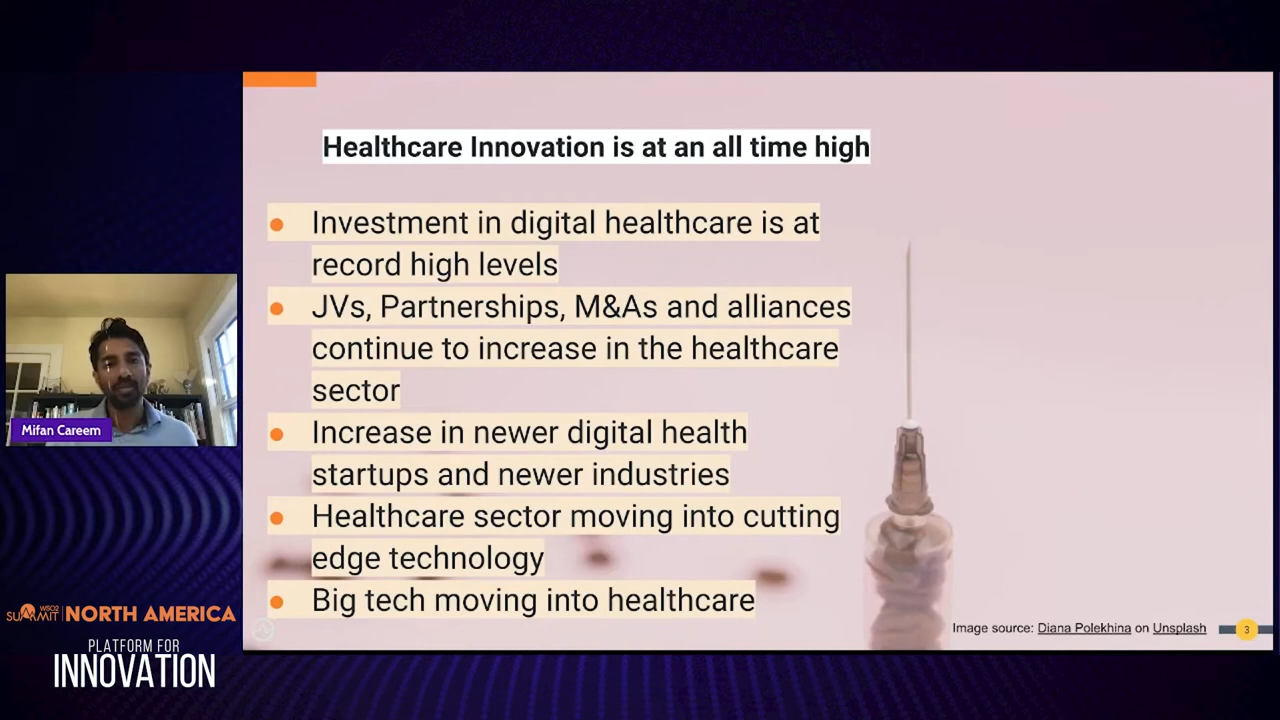 Healthcare Innovation is at an all time high
● Investment in digital healthcare is at
record high levels
● JVs, Partnerships, M&As and alliances
continue to increase in the healthcare
sector
● Increase in newer digital health
startups and newer industries
● Healthcare sector moving into cutting
edge technology
● Big tech moving into healthcare
Image source: Diana Polekhina on Unsplash
3
Mifan Careem
WSO2 SUMMIT | NORTH AMERICA
PLATFORM FOR
INNOVATION